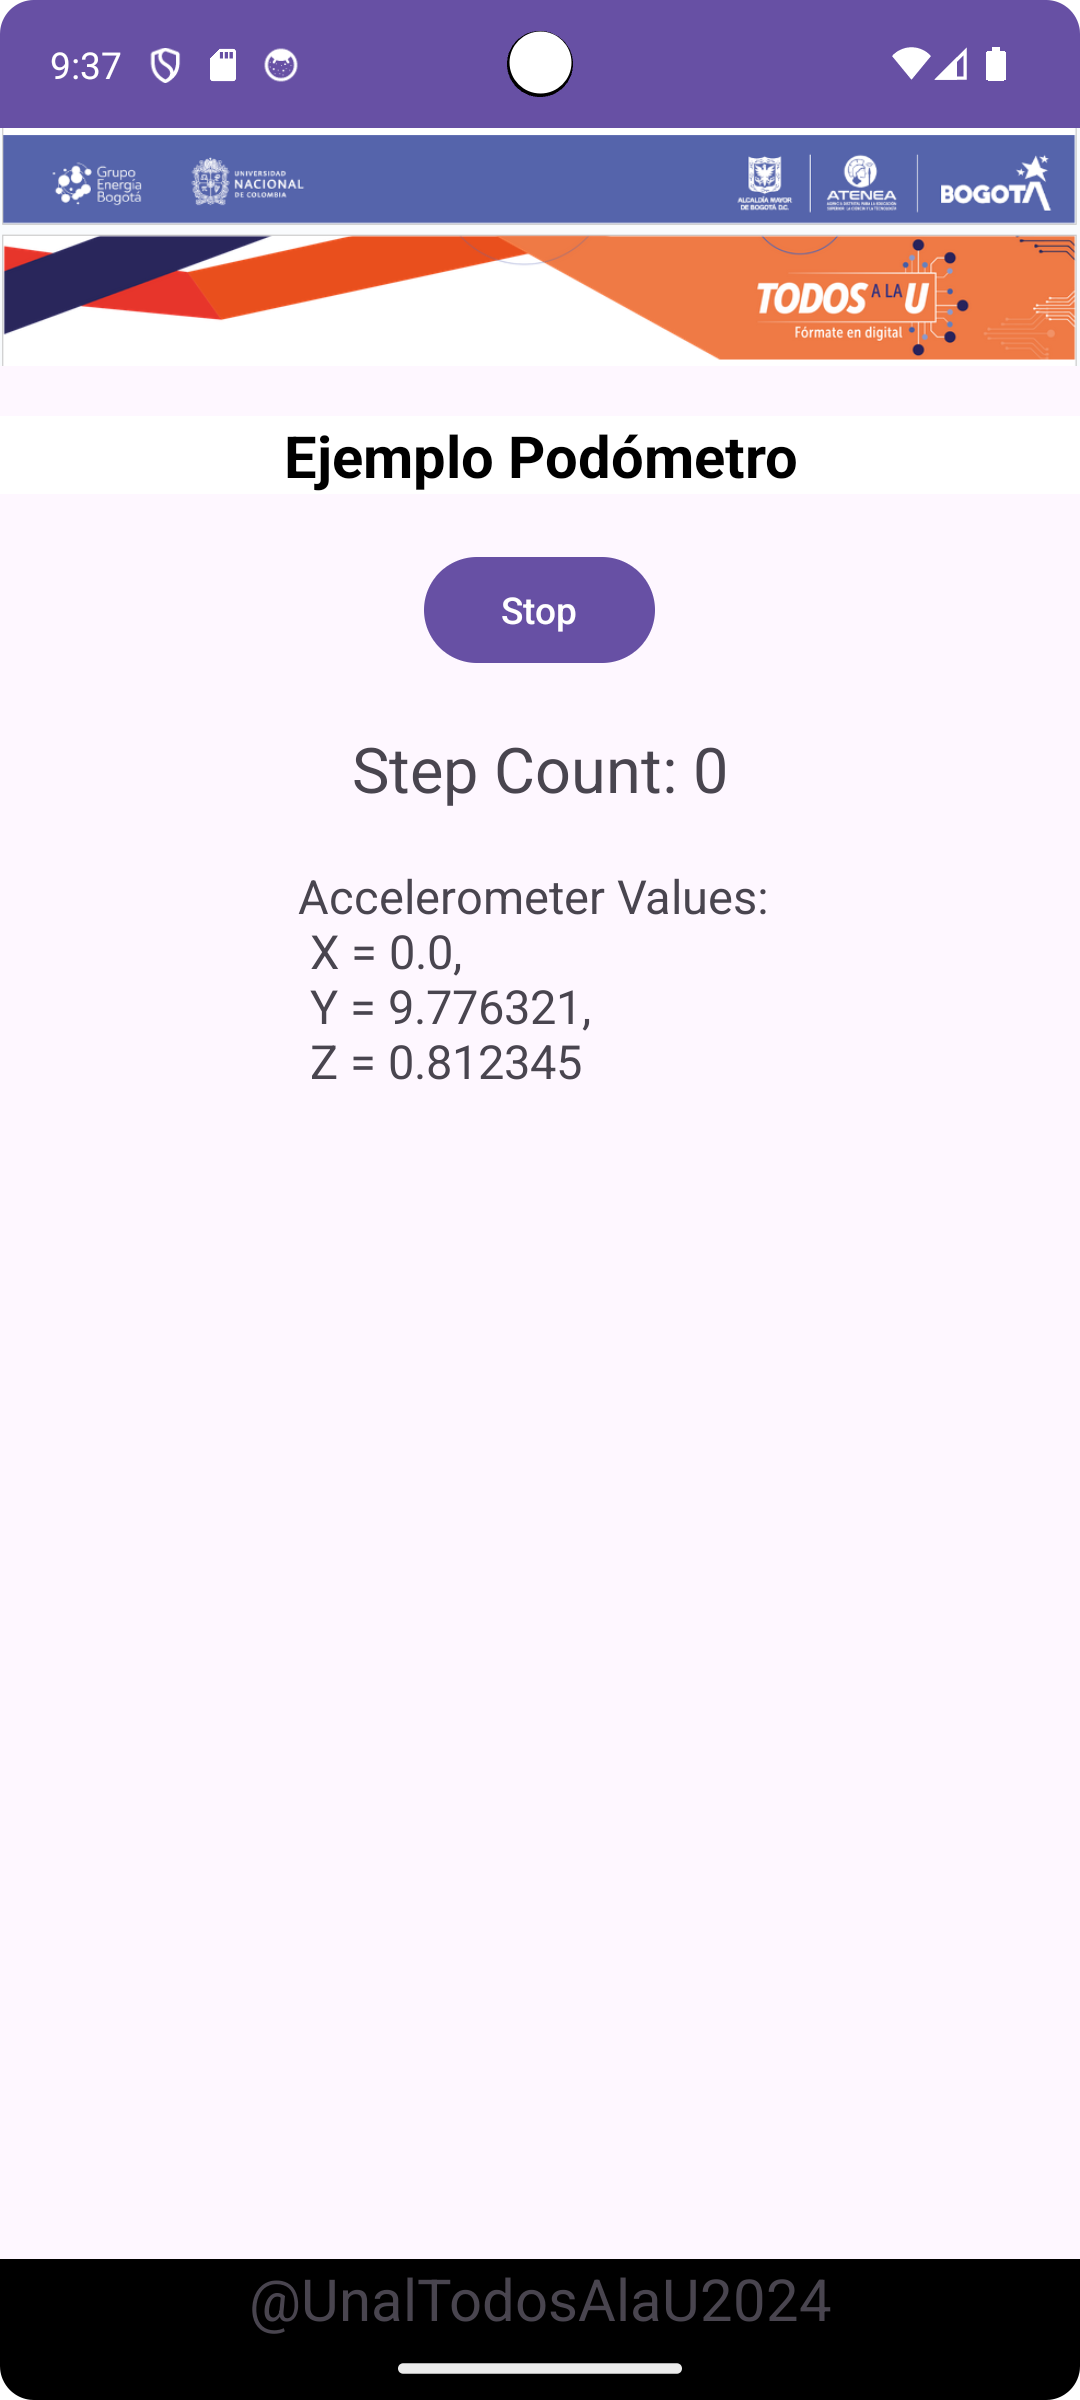 9:37
Grupo
Energía
Bogotá
UNIVERSIDAD
NACIONAL
DE COLOMBIA
ALCALDÍA MAYOR
DE BOGOTÁ D.C.
ATENEA
BOGOTÁ
TODOS A LA U
Fórmate en digital
Ejemplo Podómetro
Stop
Step Count: 0
Accelerometer Values:
X = 0.0,
Y = 9.776321,
Z = 0.812345
@UnalTodosAlaU2024